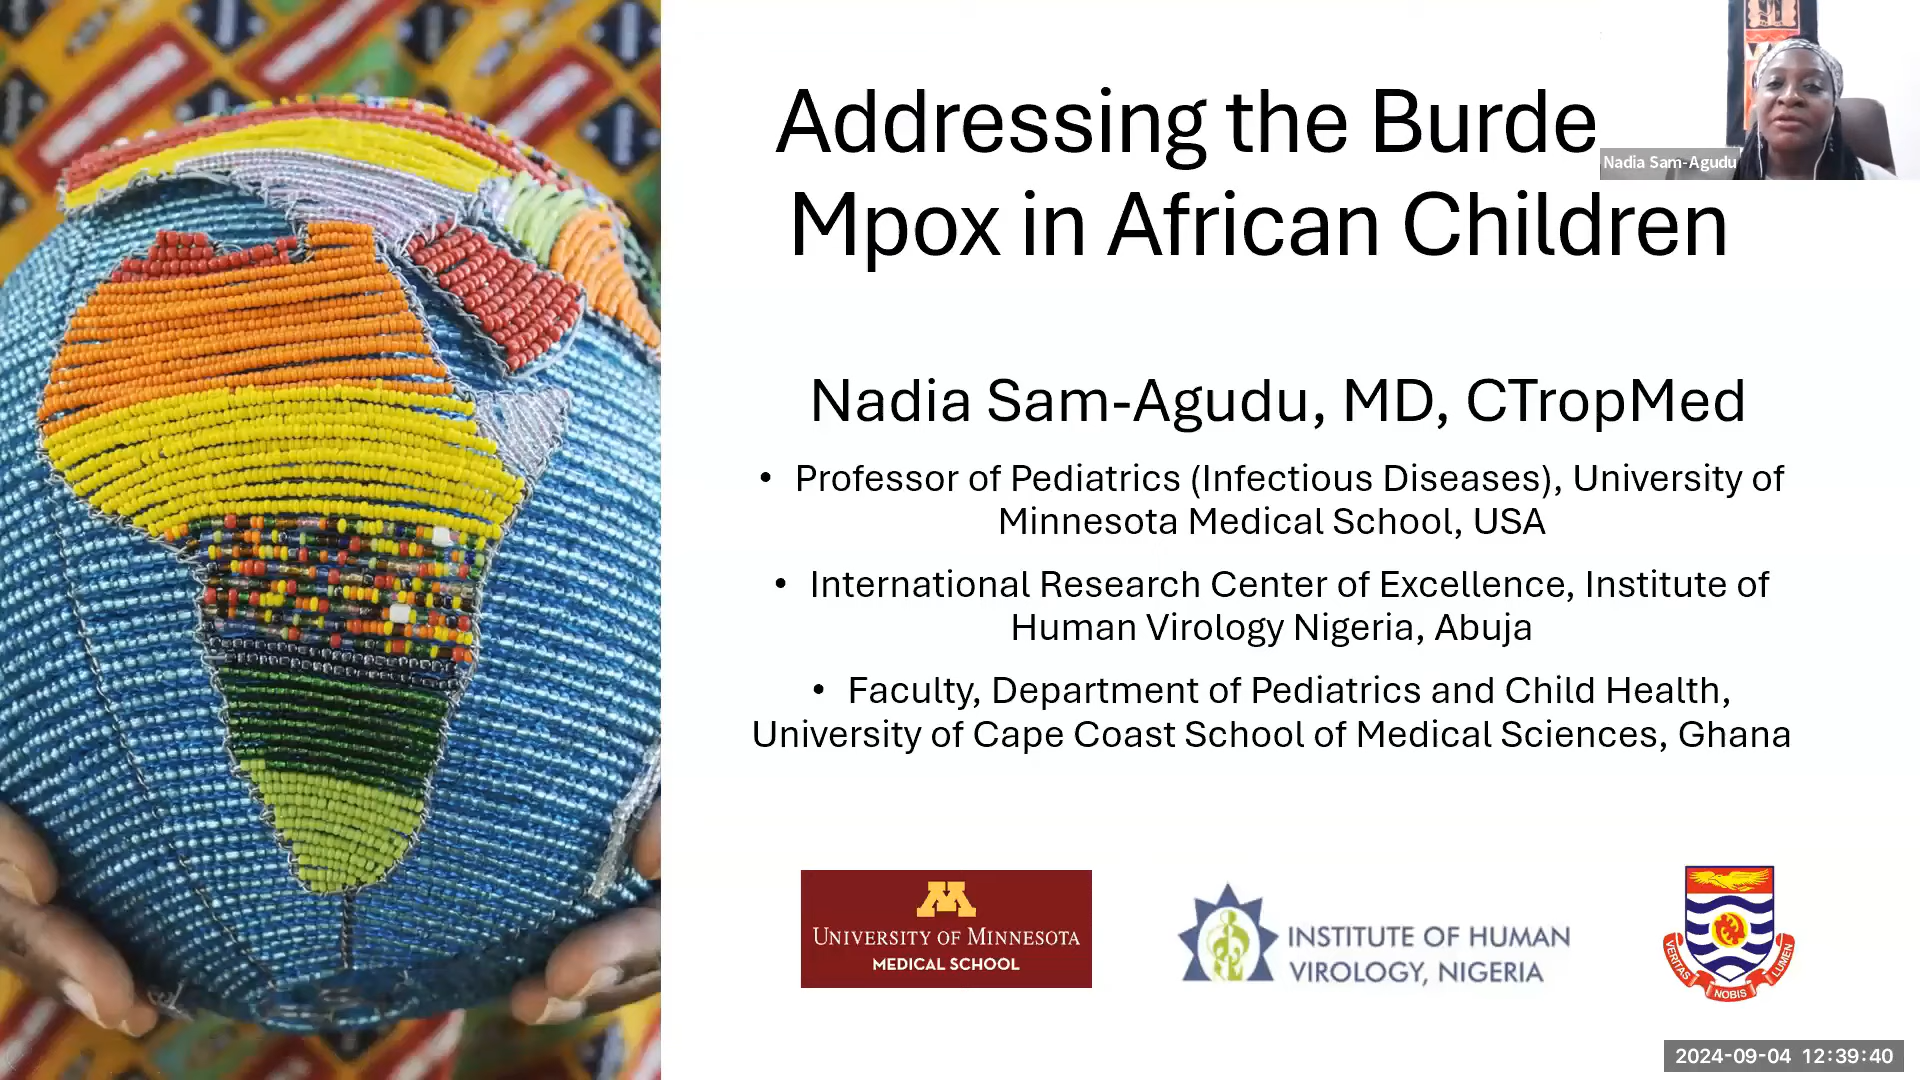 Addressing the Burde
Mpox in African Children
Nadia Sam-Agudu
Nadia Sam-Agudu, MD, CTropMed
• Professor of Pediatrics (Infectious Diseases), University of
Minnesota Medical School, USA
• International Research Center of Excellence, Institute of
Human Virology Nigeria, Abuja
• Faculty, Department of Pediatrics and Child Health,
University of Cape Coast School of Medical Sciences, Ghana
M
UNIVERSITY OF MINNESOTA
MEDICAL SCHOOL
INSTITUTE OF HUMAN
VIROLOGY, NIGERIA
VERITAS NOBIS LUMEN
2024-09-04 12:39:40